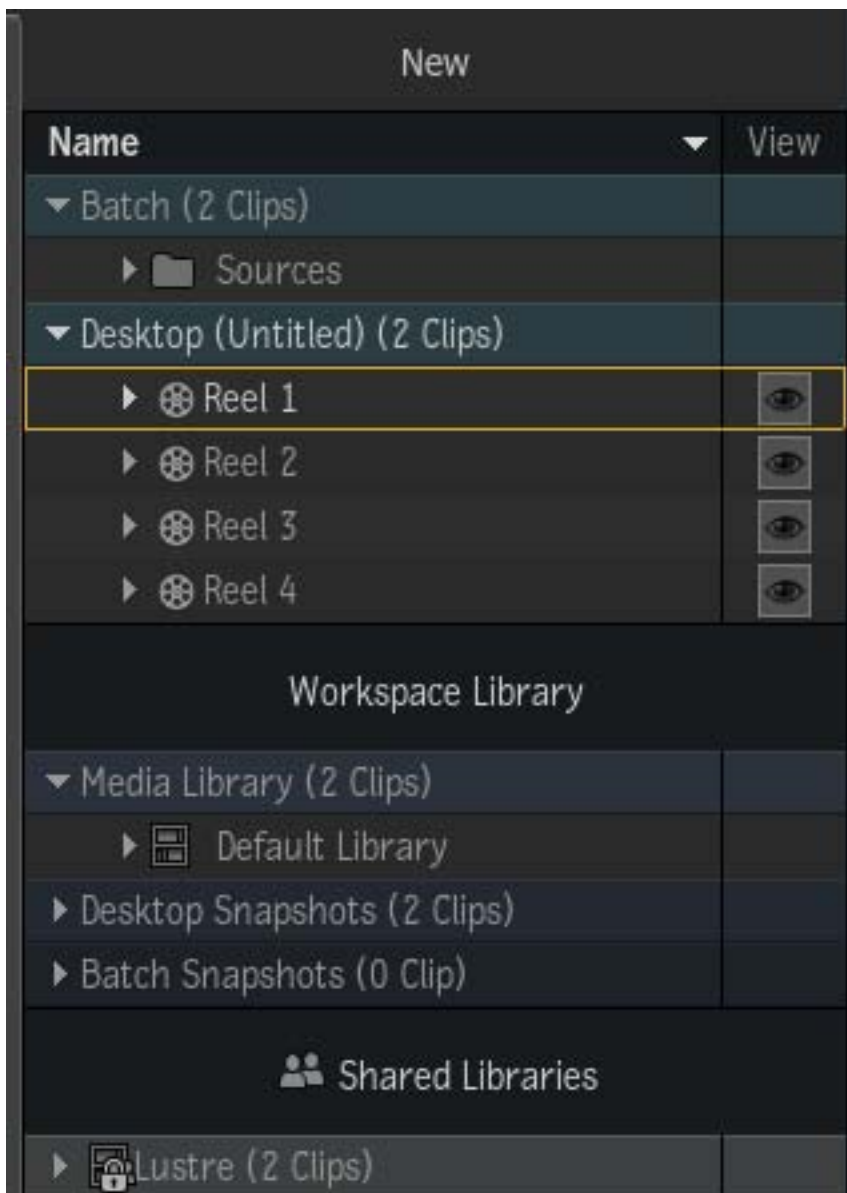 New
Name View
Batch (2 Clips)
Sources
Desktop (Untitled) (2 Clips)
Reel 1
Reel 2
Reel 3
Reel 4
Workspace Library
Media Library (2 Clips)
Default Library
Desktop Snapshots (2 Clips)
Batch Snapshots (0 Clip)
Shared Libraries
Lustre (2 Clips)